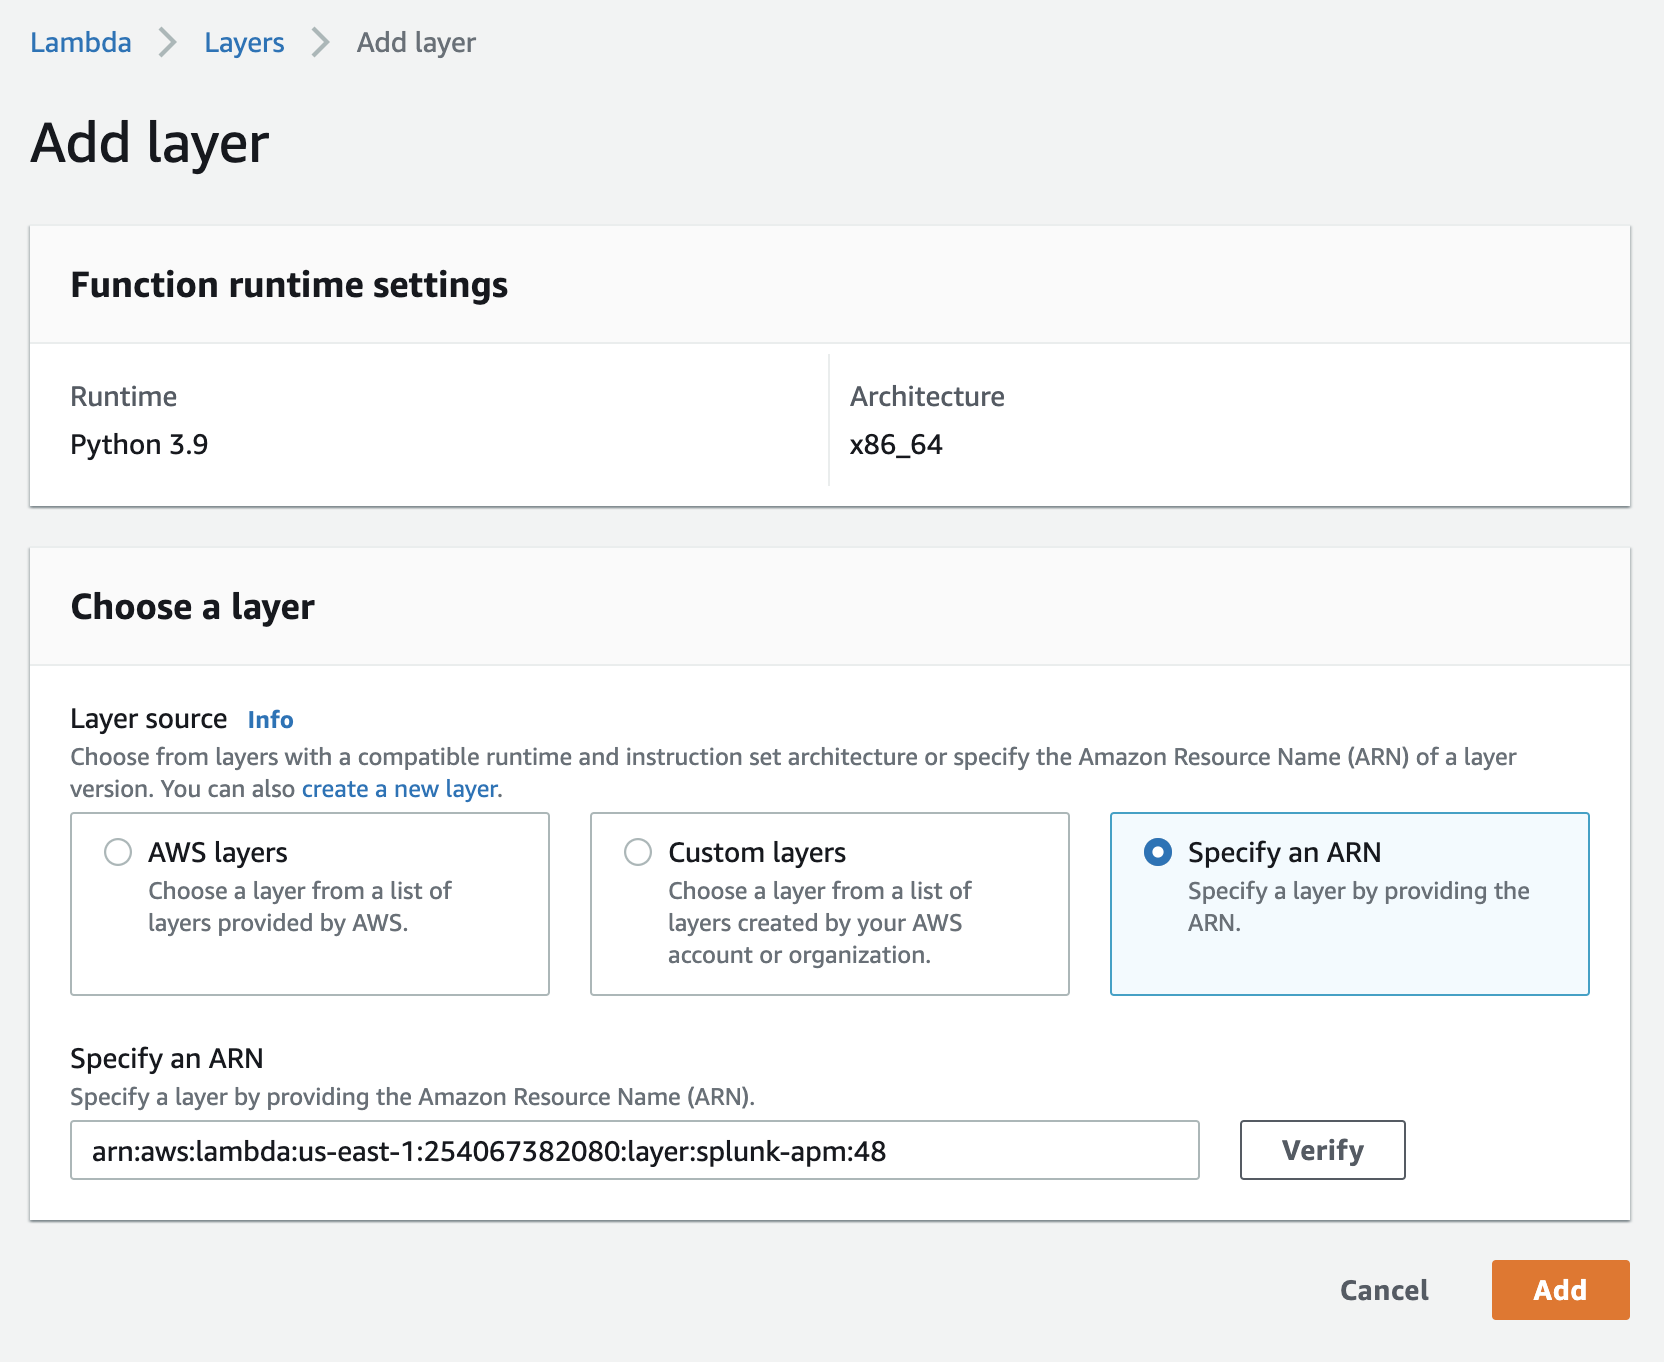 Lambda > Layers > Add layer
Add layer
Function runtime settings
Runtime
Python 3.9
Architecture
x86_64
Choose a layer
Layer source Info
Choose from layers with a compatible runtime and instruction set architecture or specify the Amazon Resource Name (ARN) of a layer
version. You can also create a new layer.
AWS layers
Choose a layer from a list of
layers provided by AWS.
Custom layers
Choose a layer from a list of
layers created by your AWS
account or organization.
Specify an ARN
Specify a layer by providing the
ARN.
Specify an ARN
Specify a layer by providing the Amazon Resource Name (ARN).
arn:aws:lambda:us-east-1:254067382080:layer:splunk-apm:48
Verify
Cancel
Add